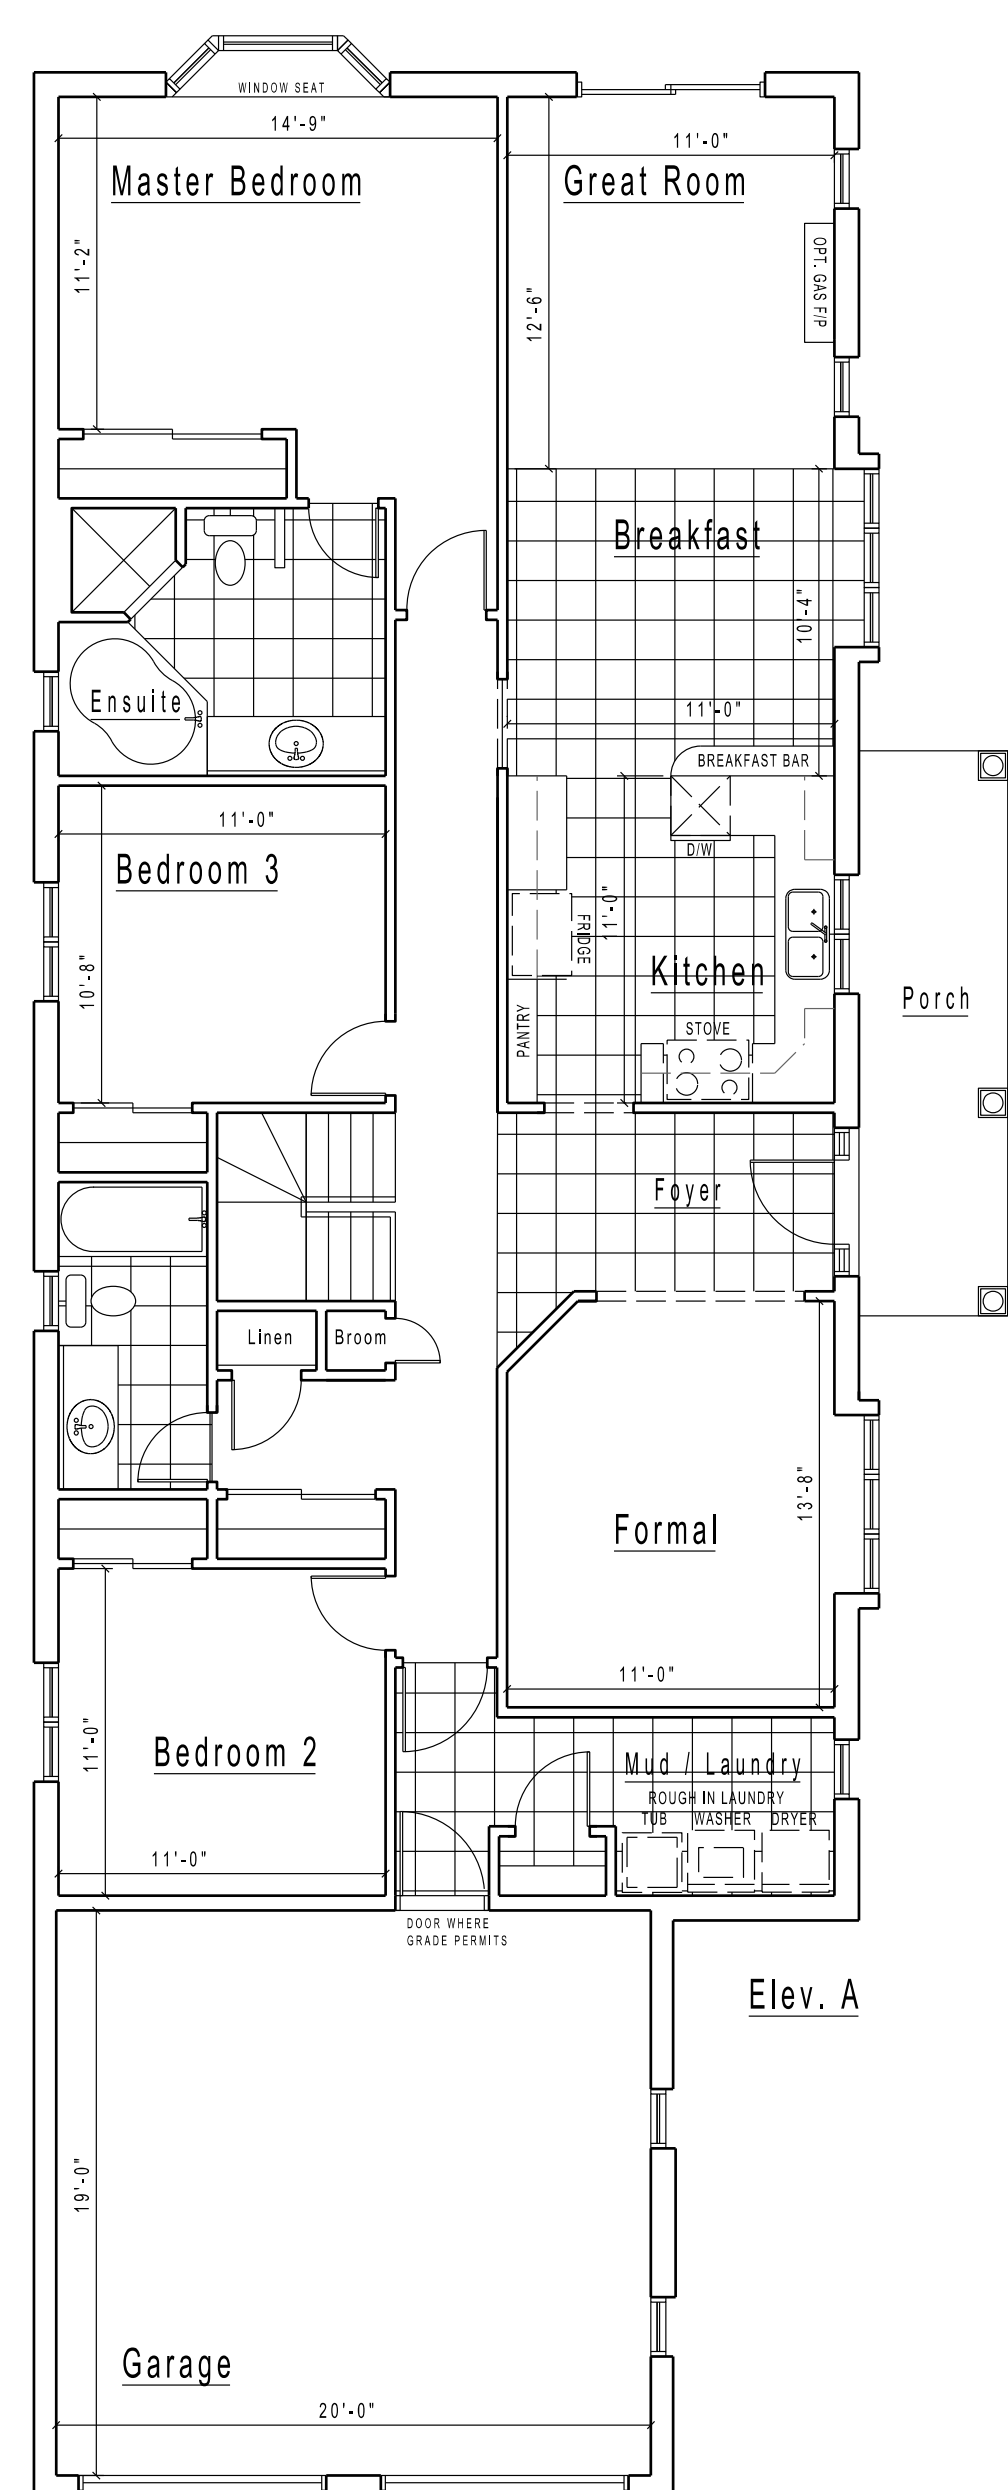 WINDOW SEAT
14'-9"
11'-0"
Master Bedroom
Great Room
11'-2"
12'-6"
OPT. GAS F/P
Breakfast
10'-4"
Ensuite
11'-0"
BREAKFAST BAR
11'-0"
D/W
Bedroom 3
11'-0"
FRIDGE
10'-8"
Kitchen
Porch
PANTRY
STOVE
Foyer
Linen
Broom
13'-8"
Formal
11'-0"
11'-0"
Bedroom 2
Mud / Laundry
ROUGH IN LAUNDRY
TUB WASHER DRYER
11'-0"
DOOR WHERE
GRADE PERMITS
Elev. A
19'-0"
Garage
20'-0"